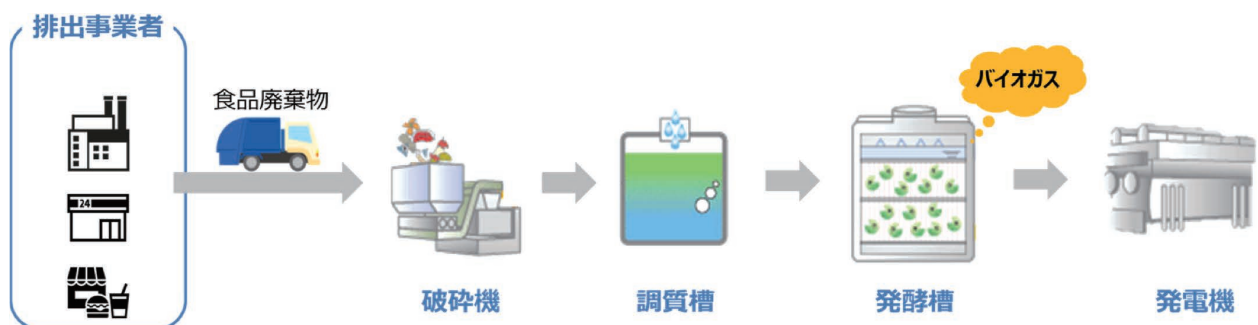 排出事業者
食品廃棄物
バイオガス
24
破砕機
調質槽
発酵槽
発電機